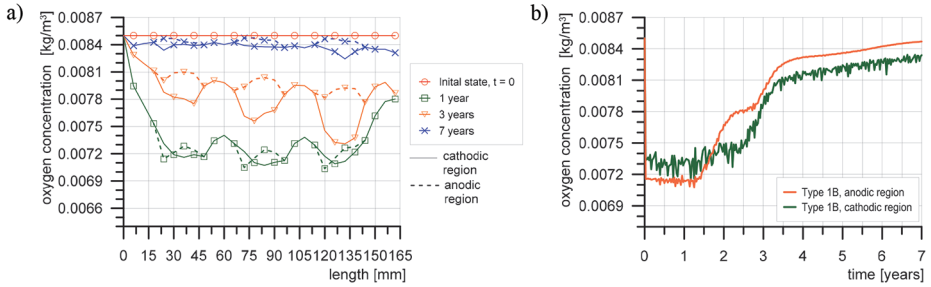 a)
oxygen concentration [kg/m³]
0.0087
0.0084
0.0081
0.0078
0.0075
0.0072
0.0069
0.0066
0 15 30 45 60 75 90 105 120 135 150 165
length [mm]
Inital state, t = 0
1 year
3 years
7 years
cathodic
region
anodic
region
b)
oxygen concentration [kg/m³]
0.0087
0.0084
0.0081
0.0078
0.0075
0.0072
0.0069
0 1 2 3 4 5 6 7
time [years]
Type 1B, anodic region
Type 1B, cathodic region